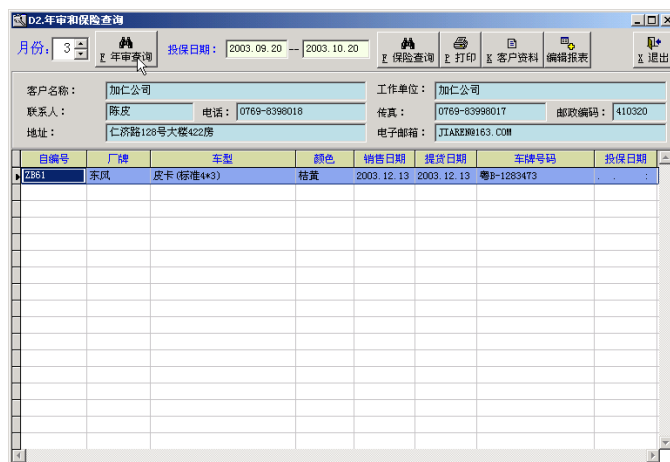 D2.年审和保险查询
月份: 3 F 年审查询 投保日期: 2003.09.20 -- 2003.10.20 F 保险查询 P 打印 K 客户资料 编辑报表 X 退出
客户名称: 加仁公司 工作单位: 加仁公司
联系人: 陈皮 电话: 0769-8398018 传真: 0769-83998017 邮政编码: 410320
地址: 仁济路128号大楼422房 电子邮箱: JIAREN@163.COM
自编号 厂牌 车型 颜色 销售日期 提货日期 车牌号码 投保日期
ZB61 东风 皮卡(标准4*3) 桔黄 2003.12.13 2003.12.13 粤B-1283473 . . :